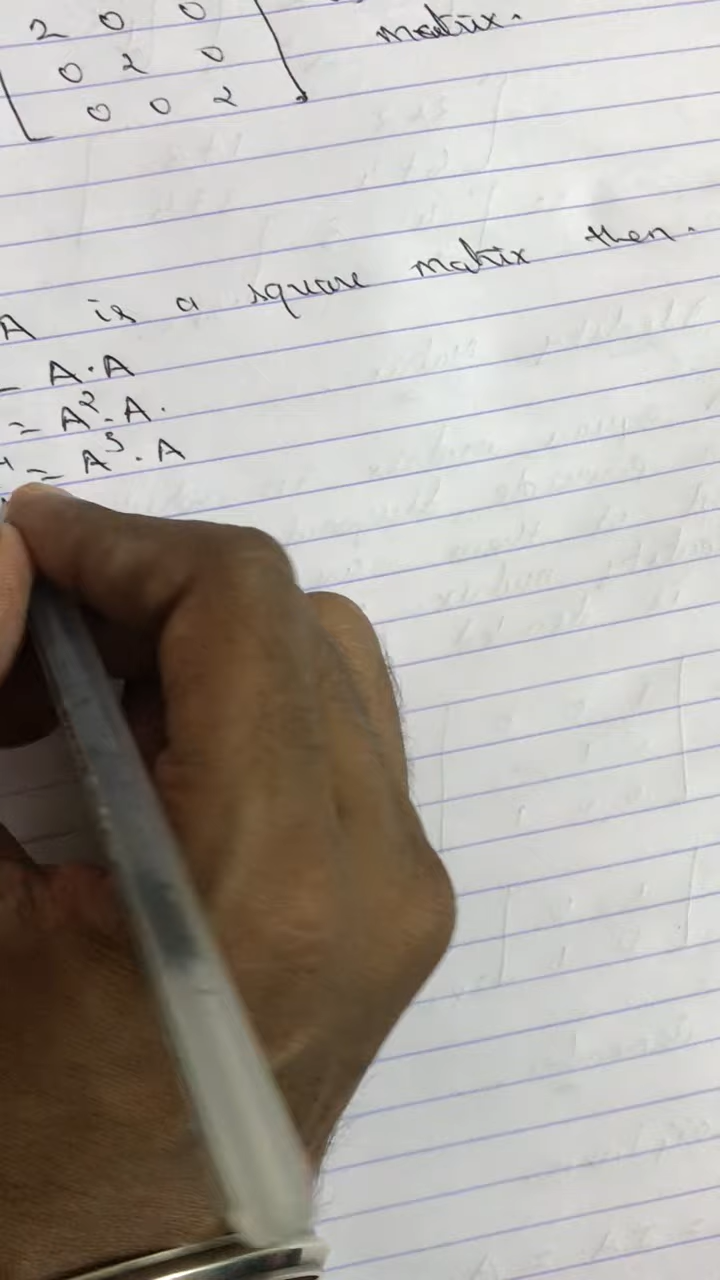 2 0 0
matrix.
0 2 0
0 0 2
A is a square matrix then.
= A.A
= A².A.
= A³.A